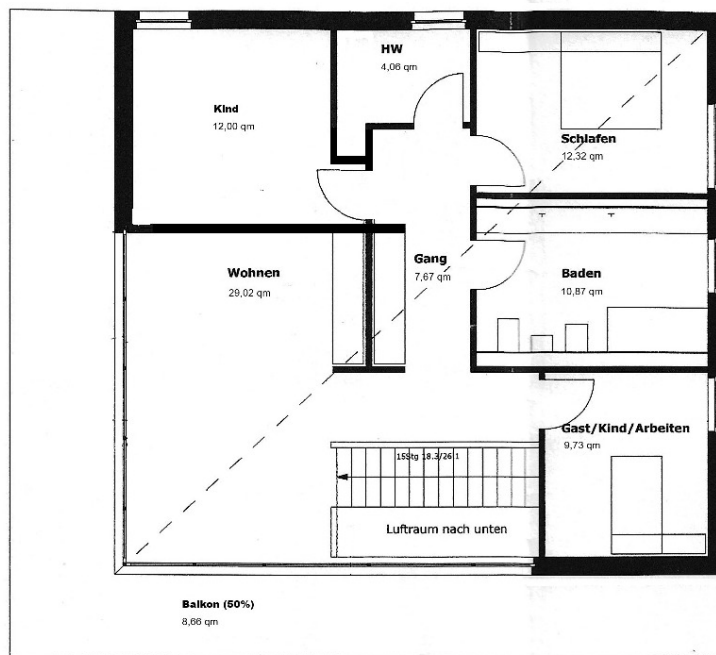 HW
4,06 qm
Kind
12,00 qm
Schlafen
12,32 qm
Wohnen
29,02 qm
Gang
7,67 qm
Baden
10,87 qm
Gast/Kind/Arbeiten
9,73 qm
15Stg 18.3/26.1
Luftraum nach unten
Balkon (50%)
8,66 qm